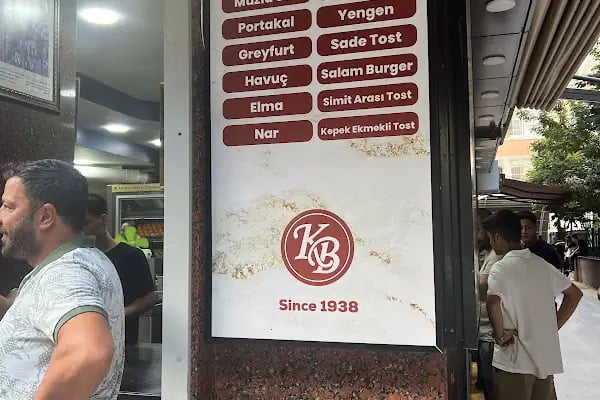 Portakal
Greyfurt
Havuç
Elma
Nar
Yengen
Sade Tost
Salam Burger
Simit Arası Tost
Kepek Ekmekli Tost
KB
Since 1938